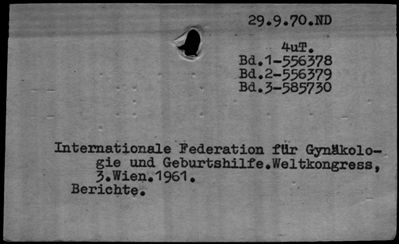 29.9.70.ND
4uT.
Bd.1-556378
Bd.2-556379
Bd.3-585730
Internationale Federation für Gynäkolo-
gie und Geburtshilfe.Weltkongress,
3.Wien.1961.
Berichte.